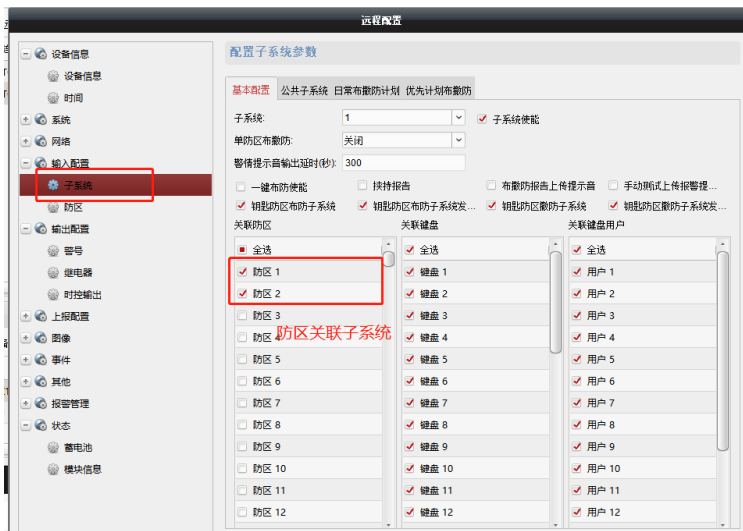 远程配置
设备信息
设备信息
时间
系统
网络
输入配置
子系统
防区
输出配置
警号
继电器
时控输出
上报配置
图像
事件
其他
报警管理
状态
蓄电池
模块信息
配置子系统参数
基本配置 公共子系统 日常布撤防计划 优先计划布撤防
子系统: 1 子系统使能
单防区布撤防: 关闭
警情提示音输出延时(秒): 300
一键布防使能 挟持报告 布撤防报告上传提示音 手动测试上传报警提...
钥匙防区布防子系统 钥匙防区布防子系统发... 钥匙防区撤防子系统 钥匙防区撤防子系统发...
关联防区 关联键盘 关联键盘用户
全选 全选 全选
防区 1 键盘 1 用户 1
防区 2 键盘 2 用户 2
防区 3 键盘 3 用户 3
防区 4 键盘 4 用户 4
防区关联子系统
防区 5 键盘 5 用户 5
防区 6 键盘 6 用户 6
防区 7 键盘 7 用户 7
防区 8 键盘 8 用户 8
防区 9 键盘 9 用户 9
防区 10 键盘 10 用户 10
防区 11 键盘 11 用户 11
防区 12 键盘 12 用户 12